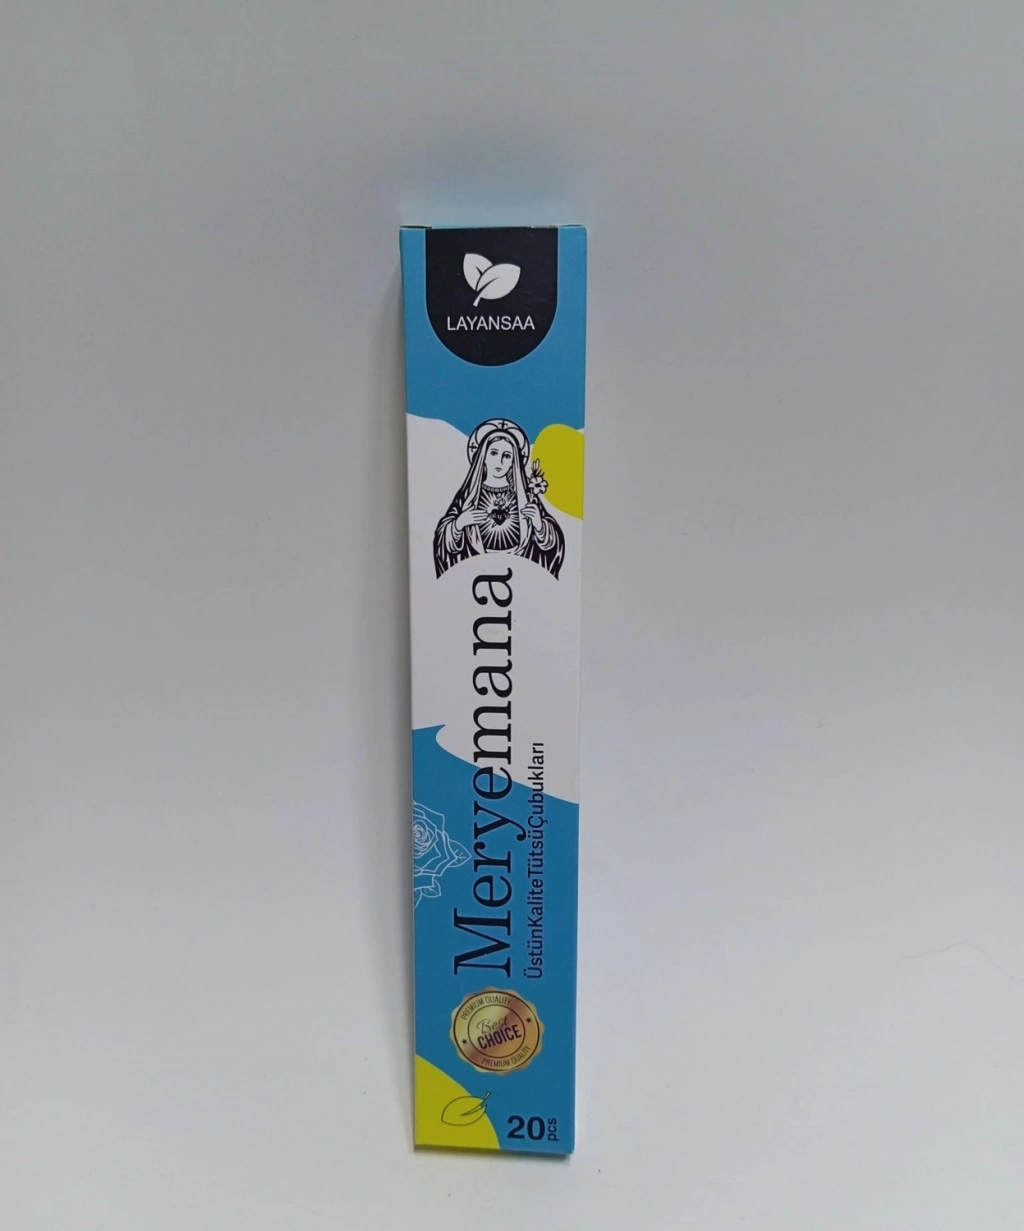 LAYANSAA
Meryemana
ÜstünKaliteTütsüÇubukları
PREMIUM QUALITY
Best
CHOICE
PREMIUM QUALITY
20pcs